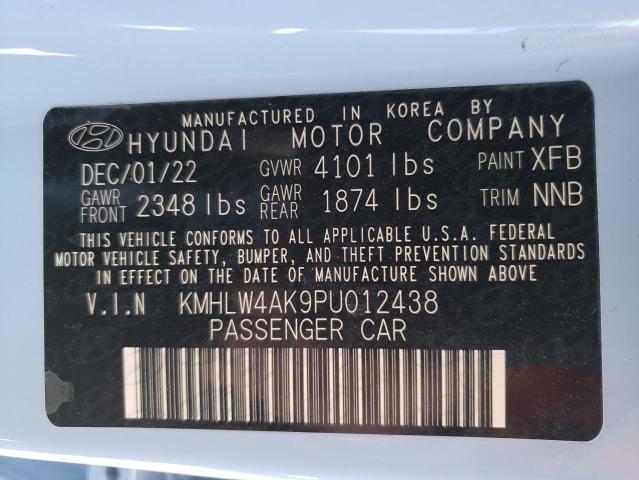 MANUFACTURED IN KOREA BY
HYUNDAI MOTOR COMPANY
DEC/01/22 GVWR 4101 lbs PAINT XFB
GAWR FRONT 2348 lbs GAWR REAR 1874 lbs TRIM NNB
THIS VEHICLE CONFORMS TO ALL APPLICABLE U.S.A. FEDERAL
MOTOR VEHICLE SAFETY, BUMPER, AND THEFT PREVENTION STANDARDS
IN EFFECT ON THE DATE OF MANUFACTURE SHOWN ABOVE
V.I.N KMHLW4AK9PU012438
PASSENGER CAR